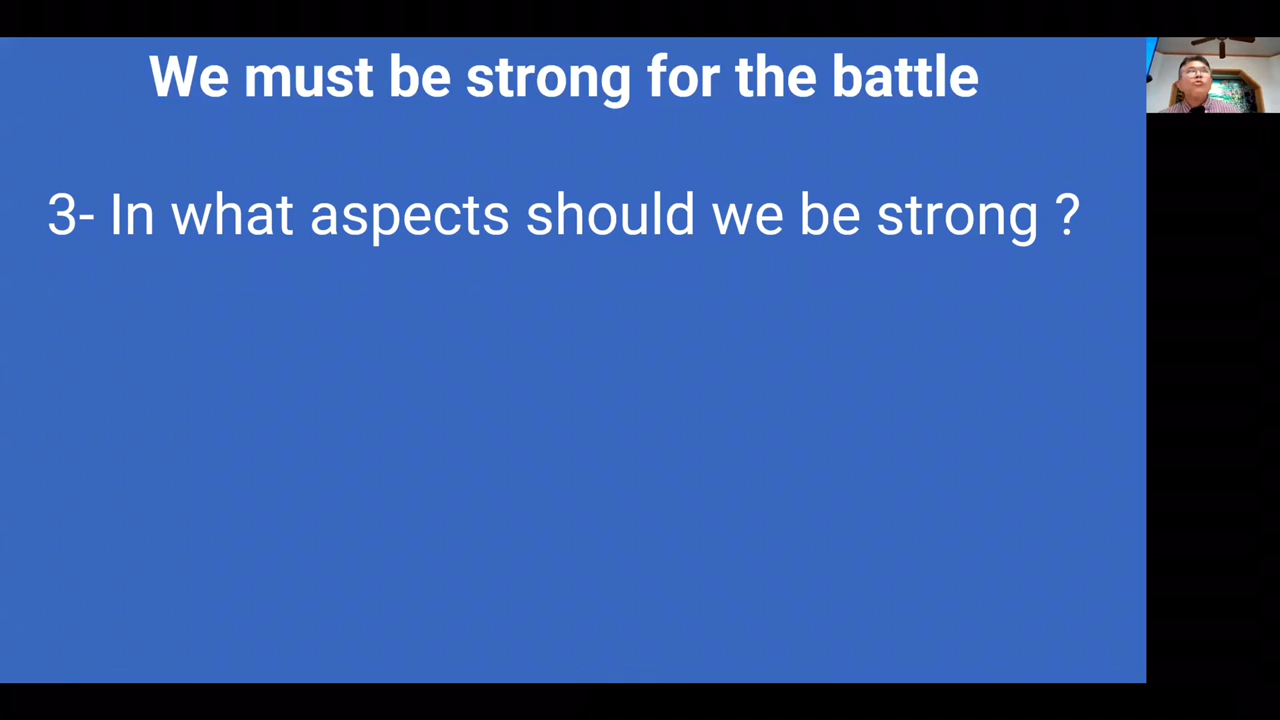 We must be strong for the battle
3- In what aspects should we be strong ?